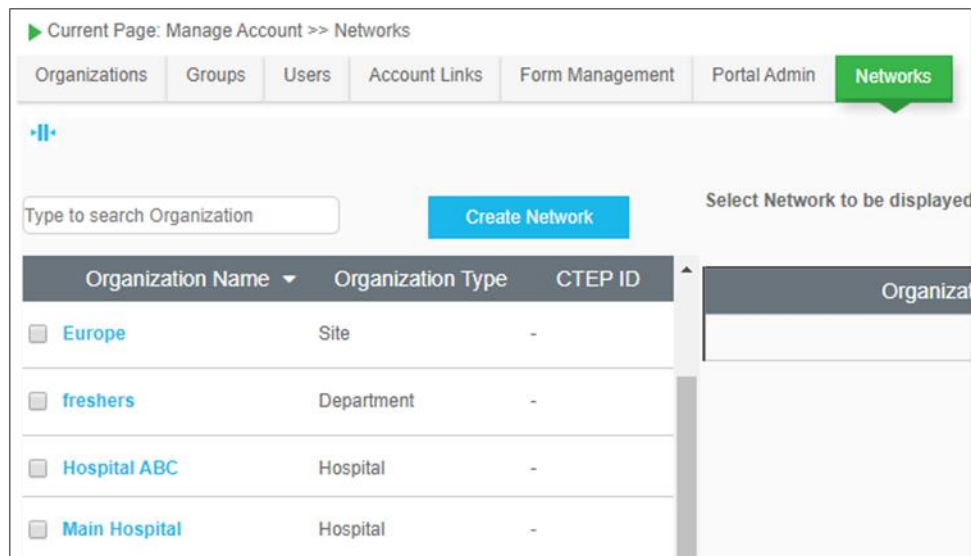 Current Page: Manage Account >> Networks
Organizations Groups Users Account Links Form Management Portal Admin Networks
Type to search Organization Create Network Select Network to be displayed
Organization Name Organization Type CTEP ID Organizat
Europe Site -
freshers Department -
Hospital ABC Hospital -
Main Hospital Hospital -